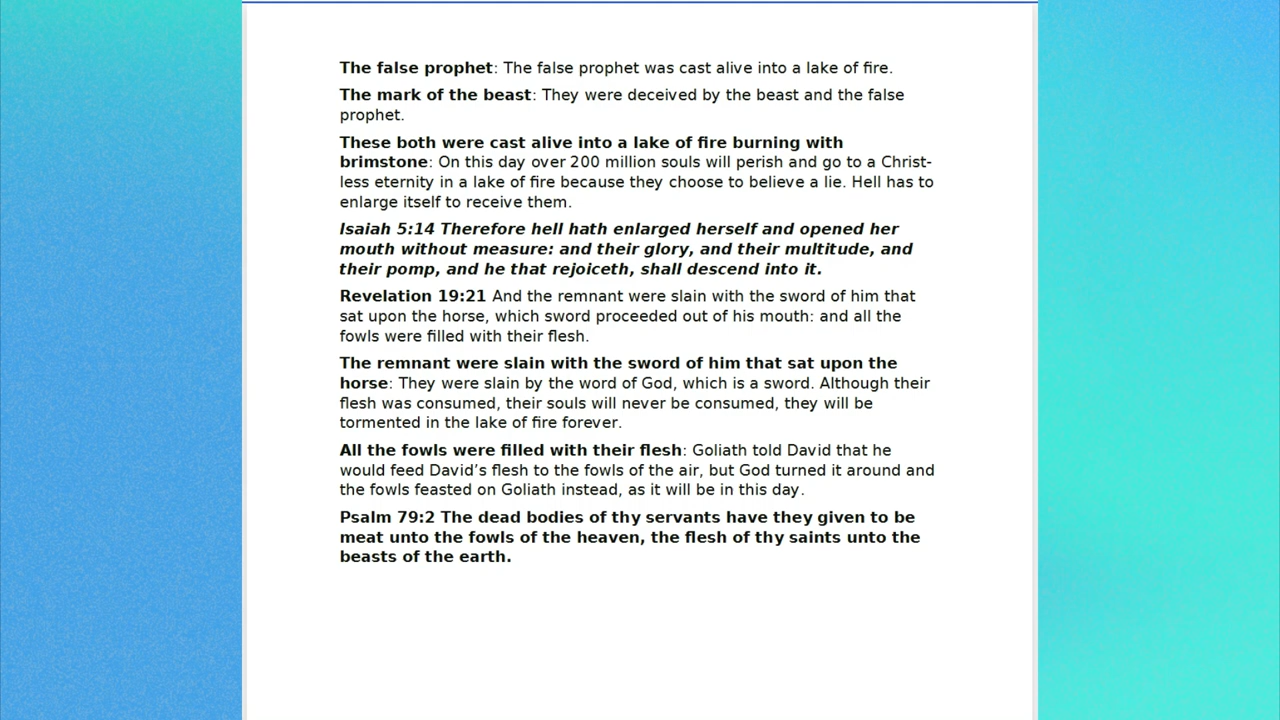 The false prophet: The false prophet was cast alive into a lake of fire.
The mark of the beast: They were deceived by the beast and the false
prophet.
These both were cast alive into a lake of fire burning with
brimstone: On this day over 200 million souls will perish and go to a Christ-
less eternity in a lake of fire because they choose to believe a lie. Hell has to
enlarge itself to receive them.
Isaiah 5:14 Therefore hell hath enlarged herself and opened her
mouth without measure: and their glory, and their multitude, and
their pomp, and he that rejoiceth, shall descend into it.
Revelation 19:21 And the remnant were slain with the sword of him that
sat upon the horse, which sword proceeded out of his mouth: and all the
fowls were filled with their flesh.
The remnant were slain with the sword of him that sat upon the
horse: They were slain by the word of God, which is a sword. Although their
flesh was consumed, their souls will never be consumed, they will be
tormented in the lake of fire forever.
All the fowls were filled with their flesh: Goliath told David that he
would feed David’s flesh to the fowls of the air, but God turned it around and
the fowls feasted on Goliath instead, as it will be in this day.
Psalm 79:2 The dead bodies of thy servants have they given to be
meat unto the fowls of the heaven, the flesh of thy saints unto the
beasts of the earth.